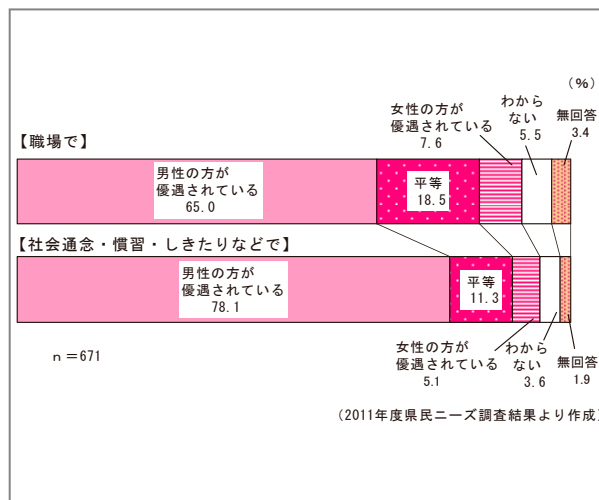 （%）
【職場で】
女性の方が
優遇されている
7.6
わから
ない
5.5
無回答
3.4
男性の方が
優遇されている
65.0
平等
18.5
【社会通念・慣習・しきたりなどで】
男性の方が
優遇されている
78.1
平等
11.3
女性の方が
優遇されている
5.1
わから
ない
3.6
無回答
1.9
ｎ＝671
（2011年度県民ニーズ調査結果より作成）